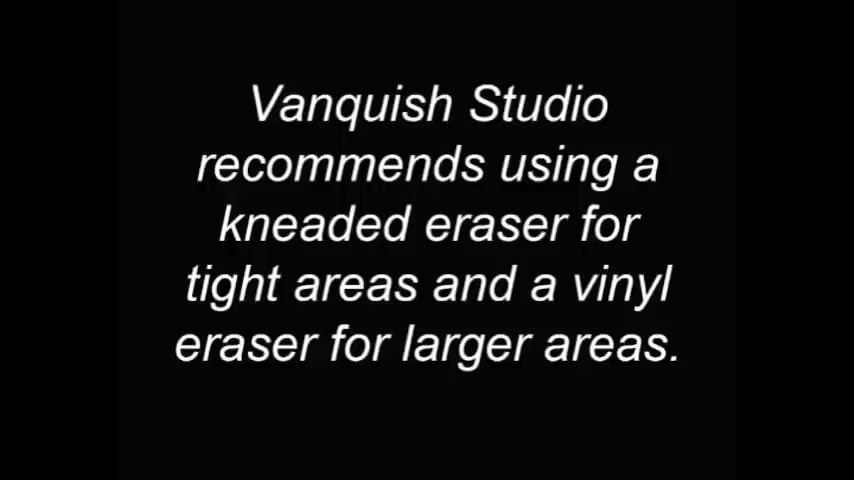 Vanquish Studio
recommends using a
kneaded eraser for
tight areas and a vinyl
eraser for larger areas.